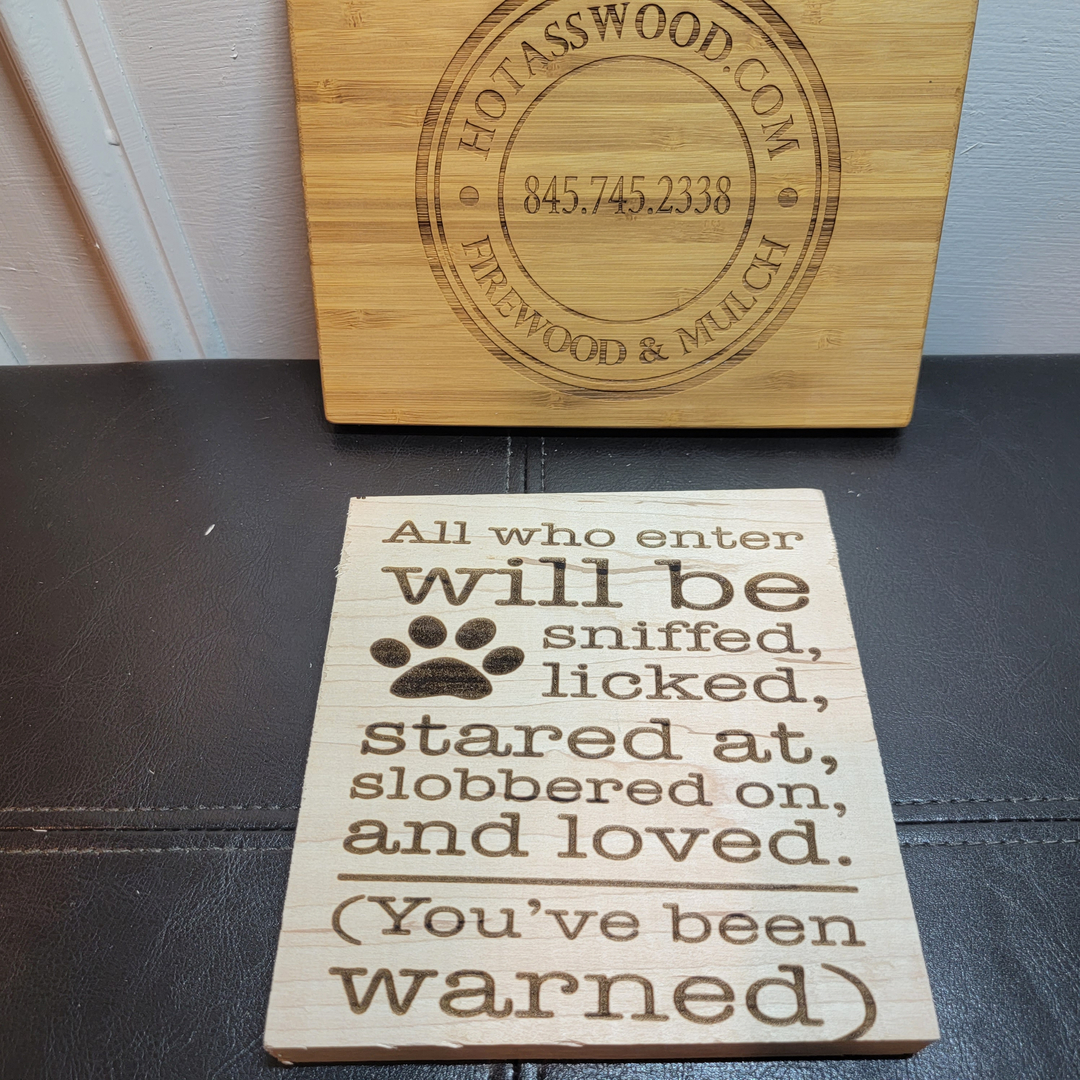 HOTASSWOOD.COM
845.745.2338
FIREWOOD & MULCH
All who enter
will be
sniffed,
licked,
stared at,
slobbered on,
and loved.
(You've been
warned)